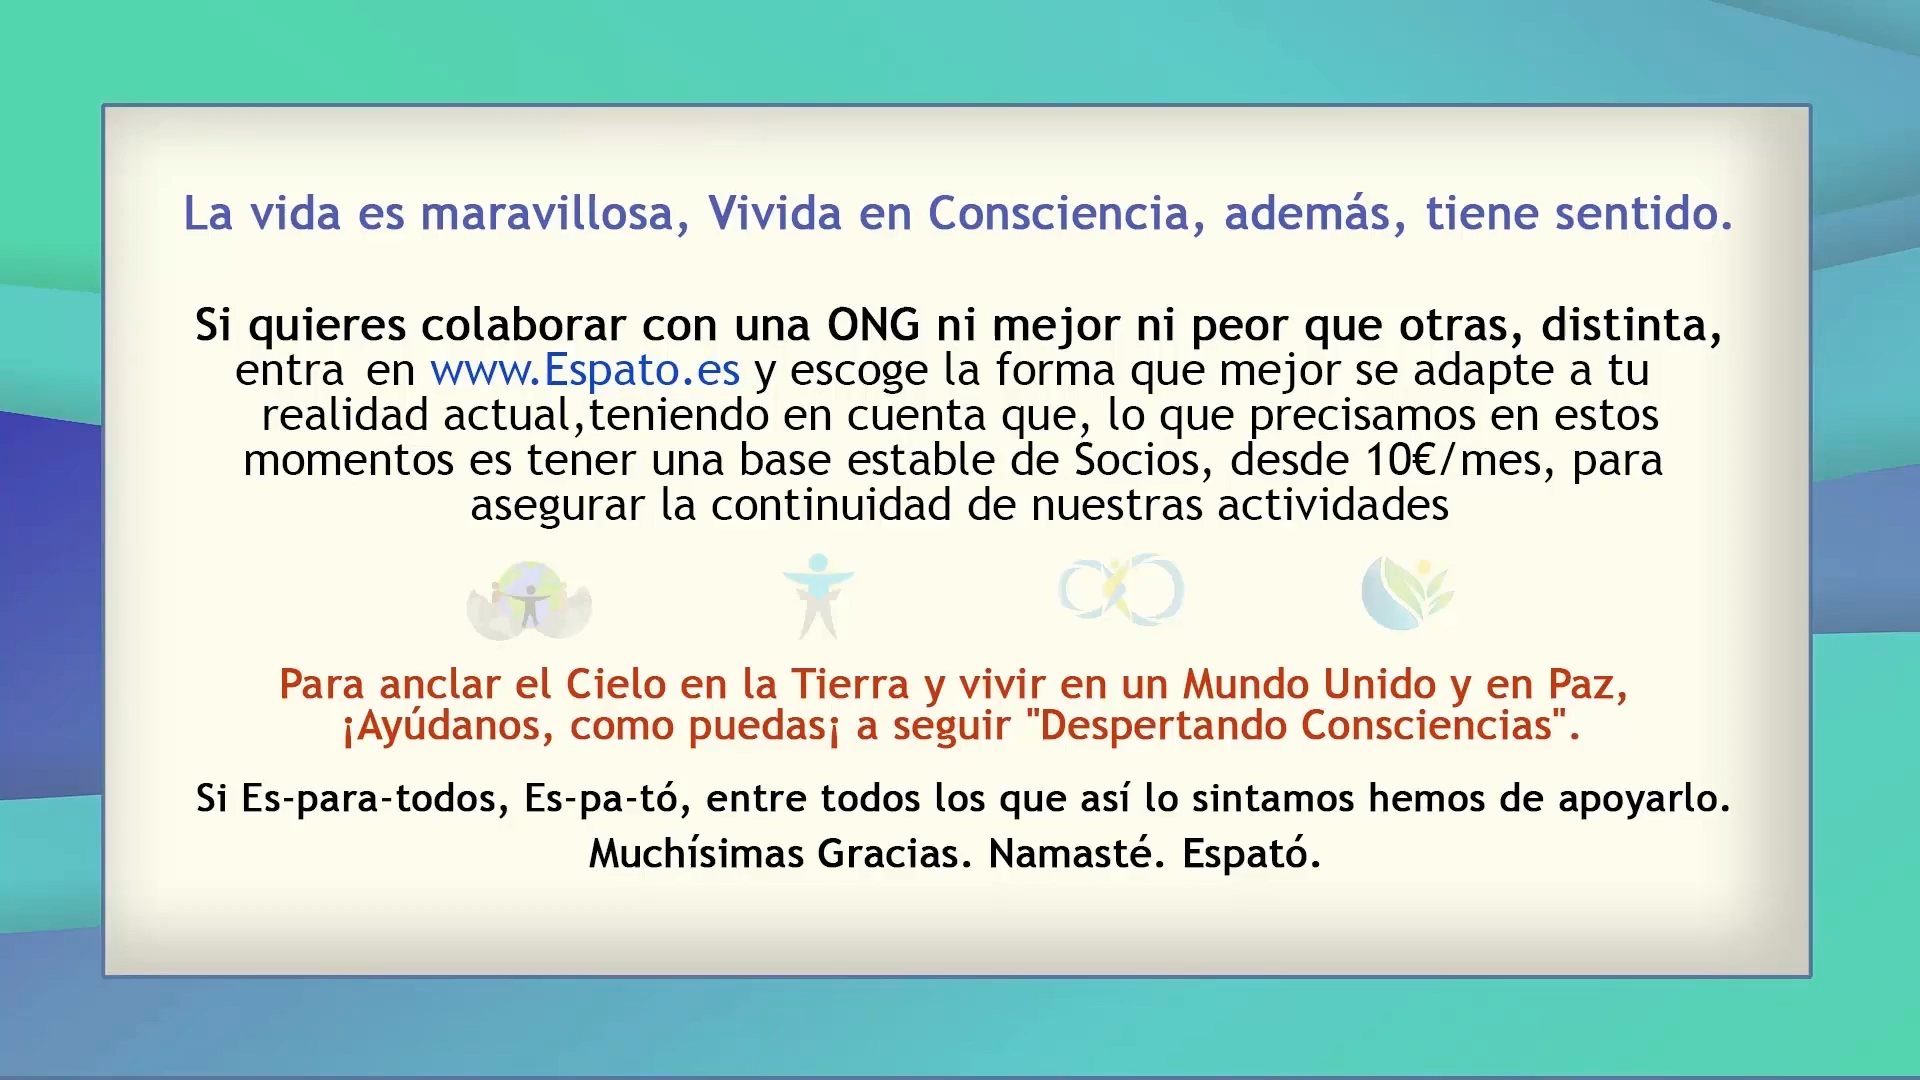 La vida es maravillosa, Vivida en Consciencia, además, tiene sentido.
Si quieres colaborar con una ONG ni mejor ni peor que otras, distinta,
entra en www.Espato.es y escoge la forma que mejor se adapte a tu
realidad actual,teniendo en cuenta que, lo que precisamos en estos
momentos es tener una base estable de Socios, desde 10€/mes, para
asegurar la continuidad de nuestras actividades
Para anclar el Cielo en la Tierra y vivir en un Mundo Unido y en Paz,
¡Ayúdanos, como puedas¡ a seguir "Despertando Consciencias".
Si Es-para-todos, Es-pa-tó, entre todos los que así lo sintamos hemos de apoyarlo.
Muchísimas Gracias. Namasté. Espató.